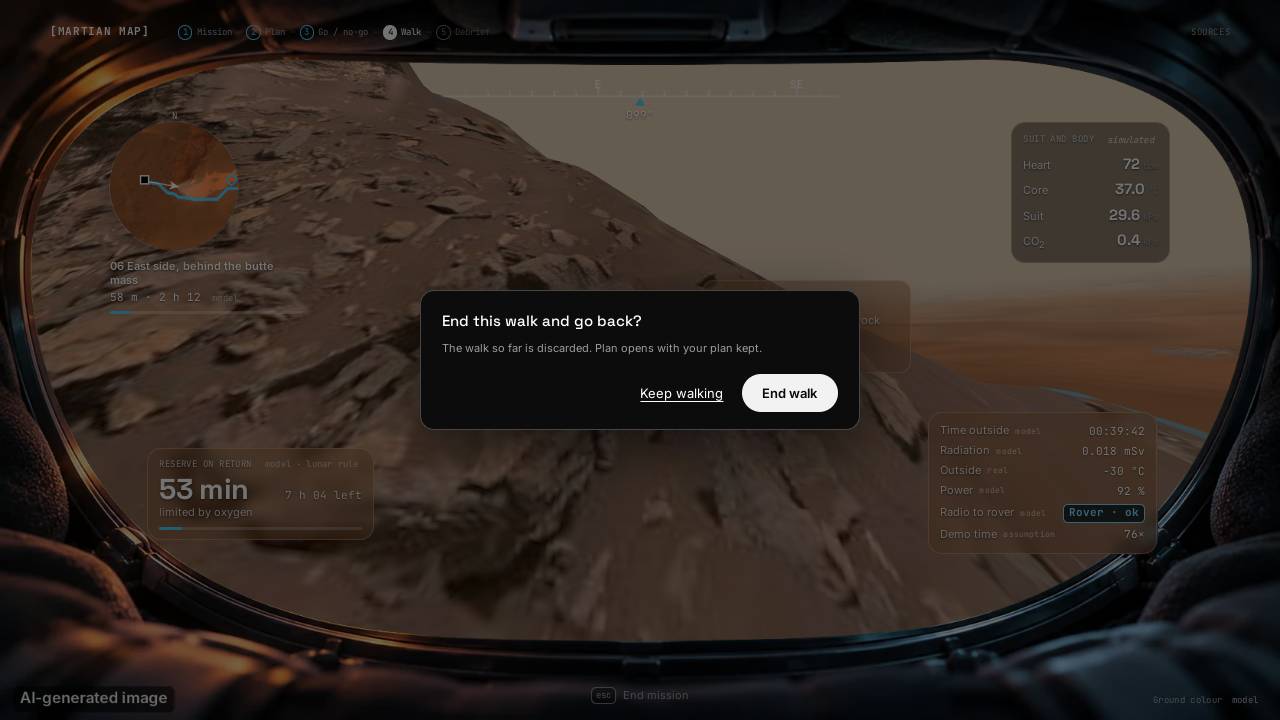 [MARTIAN MAP]
1 Mission
2 Plan
3 Go / no-go
4 Walk
5 Debrief
SOURCES
E
SE
099°
N
06 East side, behind the butte
mass
58 m · 2 h 12 model
SUIT AND BODY simulated
Heart 72
Core 37.0
Suit 29.6
CO2 0.4
End this walk and go back?
The walk so far is discarded. Plan opens with your plan kept.
Keep walking
End walk
RESERVE ON RETURN model · lunar rule
53 min 7 h 04 left
limited by oxygen
Time outside model 00:39:42
Radiation model 0.018 mSv
Outside real -30 °C
Power model 92 %
Radio to rover model Rover · ok
Demo time assumption 76×
AI-generated image
esc End mission
Ground colour model